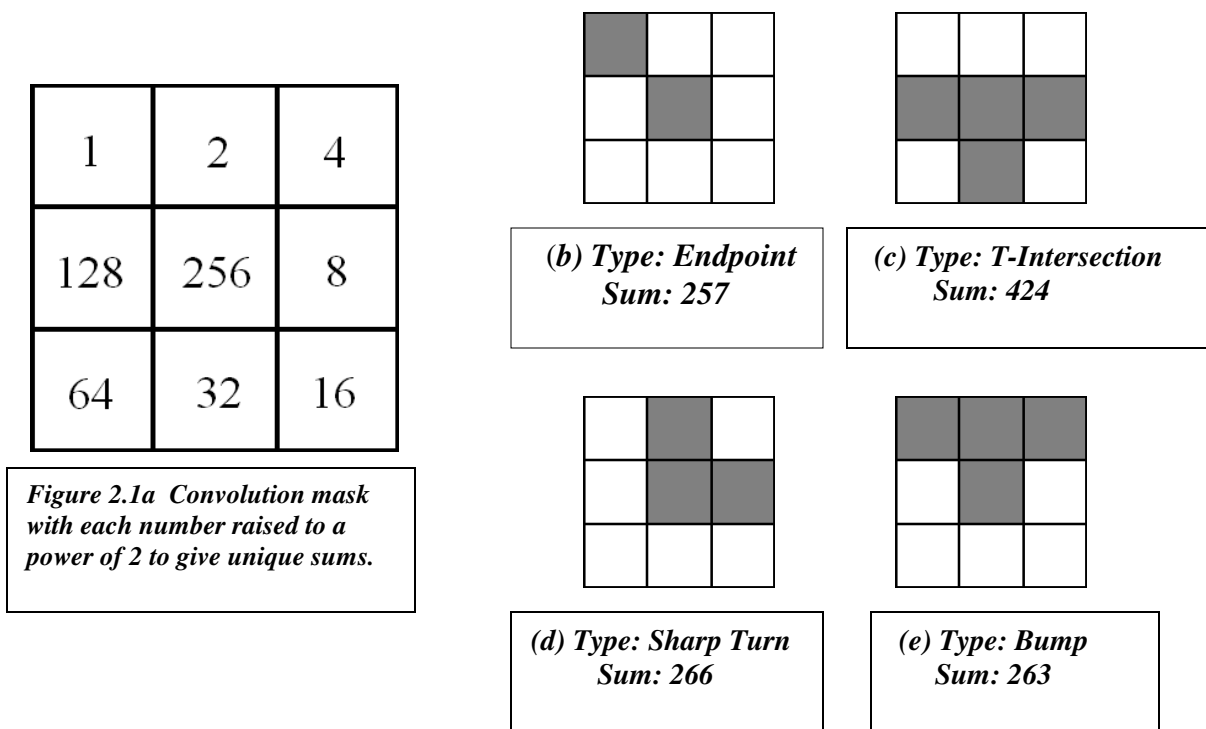 1 2 4
128 256 8
64 32 16
Figure 2.1a Convolution mask
with each number raised to a
power of 2 to give unique sums.
(b) Type: Endpoint
Sum: 257
(c) Type: T-Intersection
Sum: 424
(d) Type: Sharp Turn
Sum: 266
(e) Type: Bump
Sum: 263